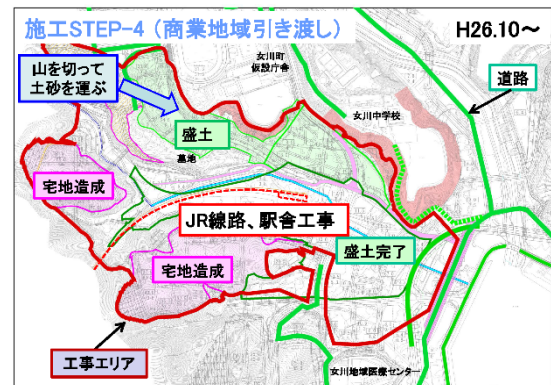 施工STEP-4（商業地域引き渡し）
H26.10～
山を切って
土砂を運ぶ
女川町
仮設庁舎
道路
女川中学校
盛土
墓地
宅地造成
JR線路、駅舎工事
盛土完了
宅地造成
工事エリア
女川地域医療センター